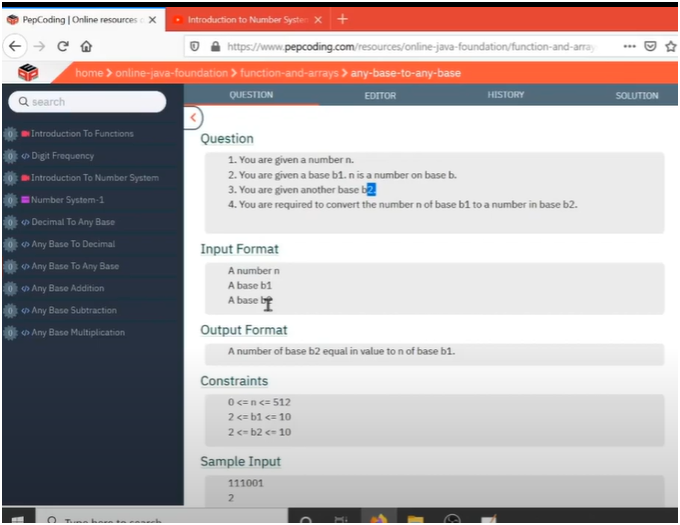 PepCoding | Online resources
Introduction to Number System
https://www.pepcoding.com/resources/online-java-foundation/function-and-array
home > online-java-foundation > function-and-arrays > any-base-to-any-base
search
QUESTION EDITOR HISTORY SOLUTION
Introduction To Functions
Digit Frequency
Introduction To Number System
Number System-1
Decimal To Any Base
Any Base To Decimal
Any Base To Any Base
Any Base Addition
Any Base Subtraction
Any Base Multiplication
Question
1. You are given a number n.
2. You are given a base b1. n is a number on base b.
3. You are given another base b2.
4. You are required to convert the number n of base b1 to a number in base b2.
Input Format
A number n
A base b1
A base b2
Output Format
A number of base b2 equal in value to n of base b1.
Constraints
0 <= n <= 512
2 <= b1 <= 10
2 <= b2 <= 10
Sample Input
111001
2
Type here to search